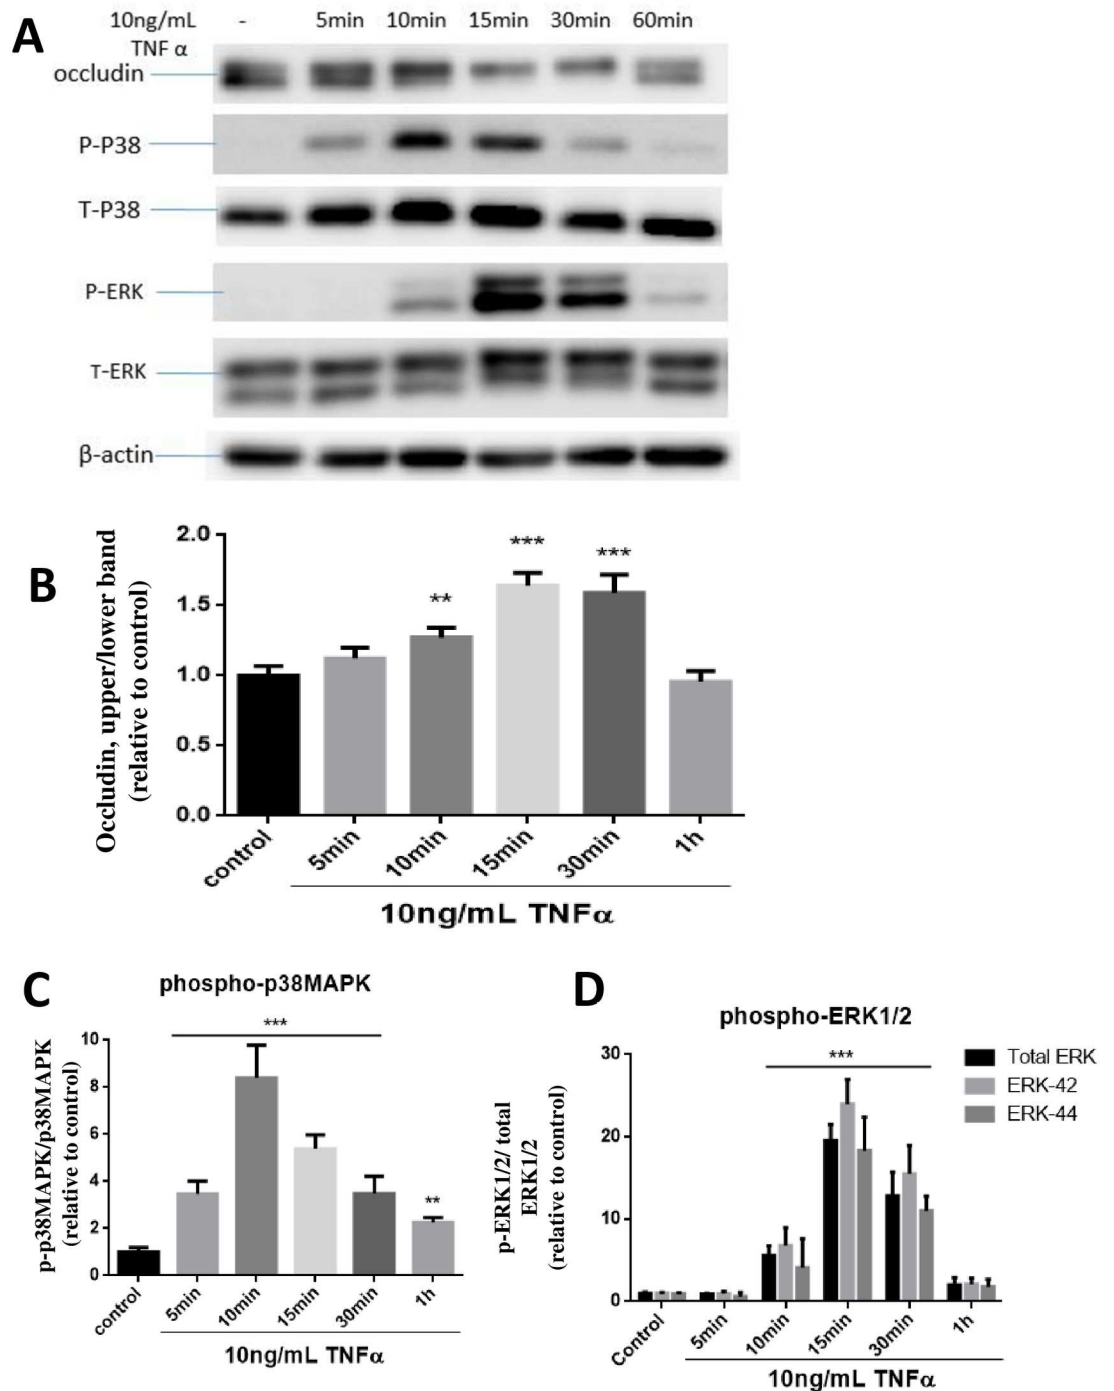 A
10ng/mL TNF α - 5min 10min 15min 30min 60min
occludin
P-P38
T-P38
P-ERK
T-ERK
β-actin
B
Occludin, upper/lower band
(relative to control)
2.0
1.5
1.0
0.5
0.0
**
***
***
control 5min 10min 15min 30min 1h
10ng/mL TNFα
C
phospho-p38MAPK
p-p38MAPK/p38MAPK
(relative to control)
10
8
6
4
2
0
***
**
control 5min 10min 15min 30min 1h
10ng/mL TNFα
D
phospho-ERK1/2
p-ERK1/2/ total
ERK1/2
(relative to control)
30
20
10
0
***
Total ERK
ERK-42
ERK-44
Control 5min 10min 15min 30min 1h
10ng/mL TNFα